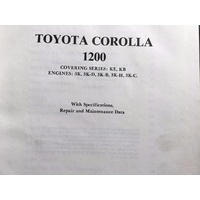 TOYOTA COROLLA
1200
COVERING SERIES: KE, KB
ENGINES: 3K, 3K-D, 3K-B, 3K-H, 3K-C.
With Specifications,
Repair and Maintenance Data